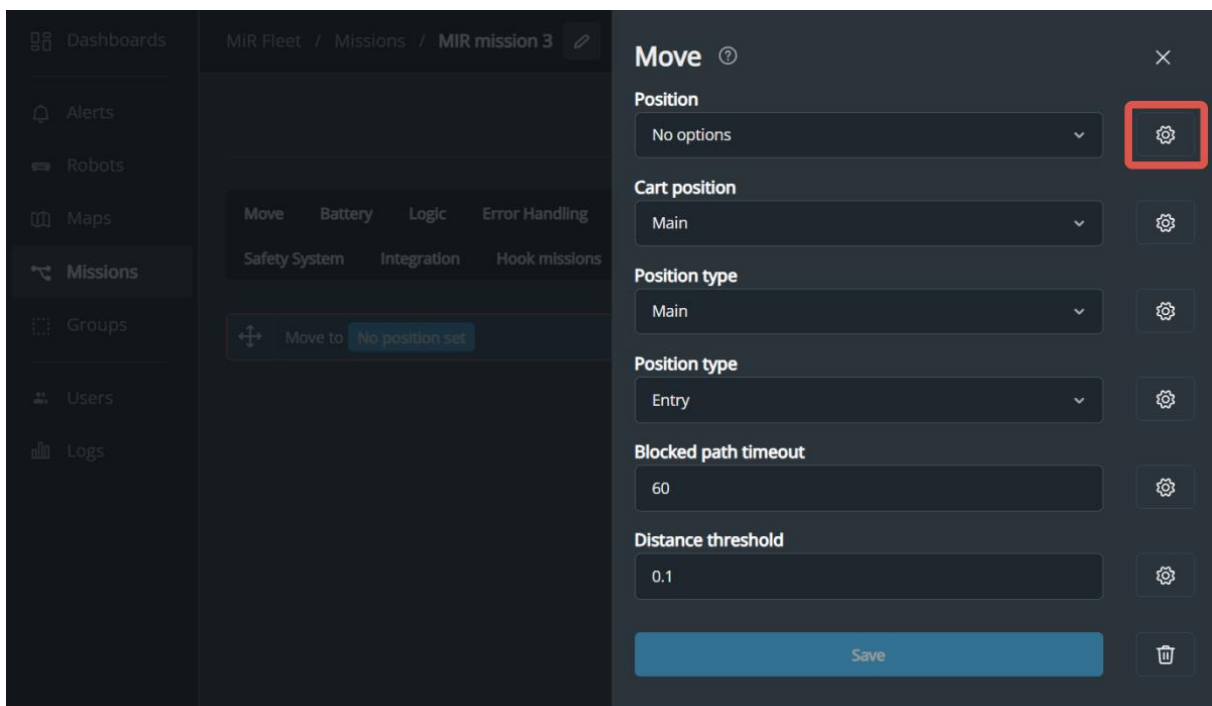 Dashboards
Alerts
Robots
Maps
Missions
Groups
Users
Logs
MiR Fleet / Missions / MIR mission 3
Move Battery Logic Error Handling
Safety System Integration Hook missions
Move to No position set
Move
Position
No options
Cart position
Main
Position type
Main
Position type
Entry
Blocked path timeout
60
Distance threshold
0.1
Save